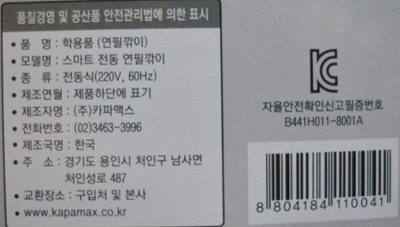 품질경영 및 공산품 안전관리법에 의한 표시
• 품 명 : 학용품 (연필깎이)
• 모델명 : 스마트 전동 연필깎이
• 종 류 : 전동식(220V, 60Hz)
• 제조연월 : 제품하단에 표기
• 제조자명 : (주)카파맥스
• 전화번호 : (02)3463-3996
• 제조국명 : 한국
• 주 소 : 경기도 용인시 처인구 남사면
처인성로 487
• 교환장소 : 구입처 및 본사
• www.kapamax.co.kr
KC
자율안전확인신고필증번호
B441H011-8001A
8 804184 110041